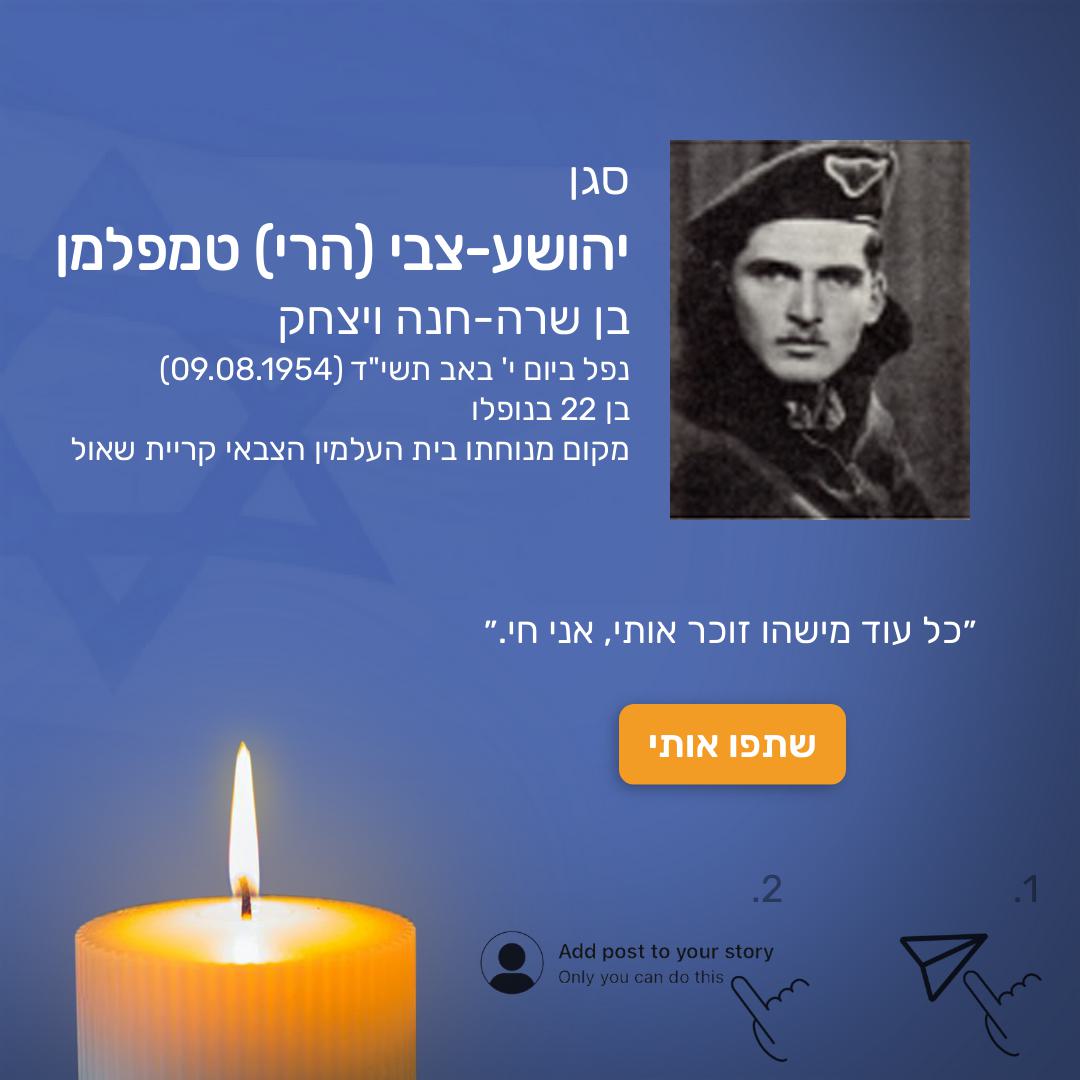 סגן
יהושע-צבי (הרי) טמפלמן
בן שרה-חנה ויצחק
נפל ביום י' באב תשי"ד (09.08.1954)
בן 22 בנופלו
מקום מנוחתו בית העלמין הצבאי קריית שאול
״כל עוד מישהו זוכר אותי, אני חי.״
שתפו אותי
1.
2.
Add post to your story
Only you can do this